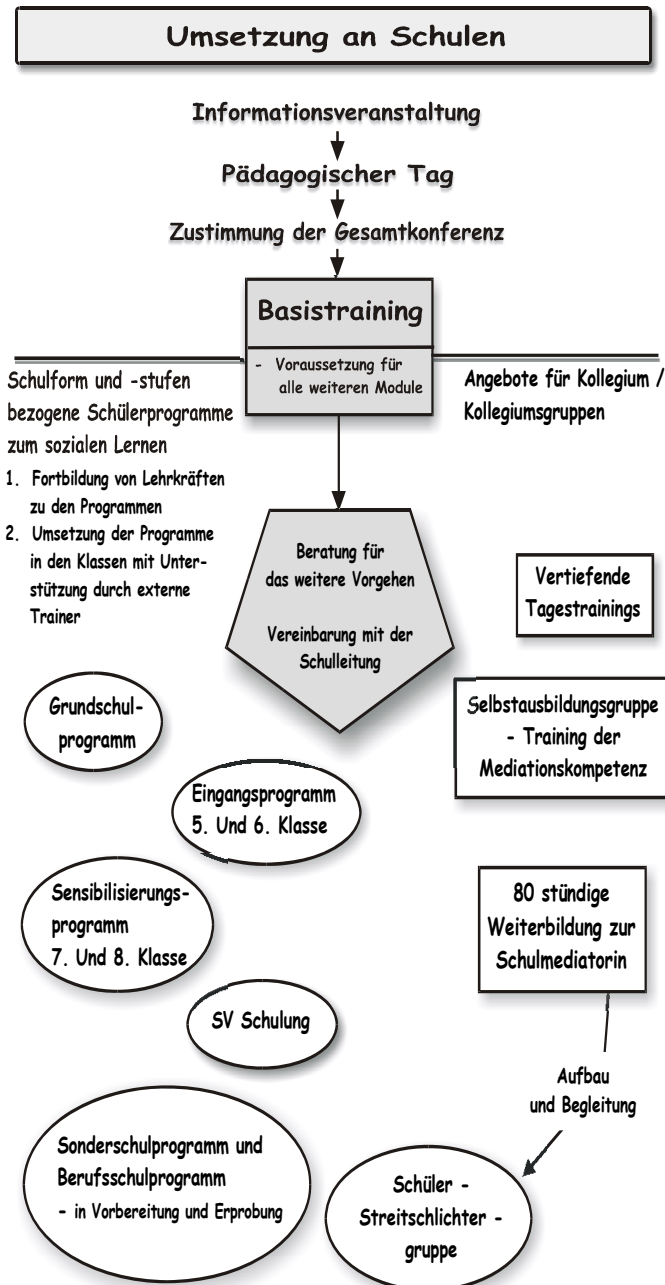 Umsetzung an Schulen
Informationsveranstaltung
Pädagogischer Tag
Zustimmung der Gesamtkonferenz
Basistraining
- Voraussetzung für
alle weiteren Module
Schulform und -stufen
bezogene Schülerprogramme
zum sozialen Lernen
1. Fortbildung von Lehrkräften
zu den Programmen
2. Umsetzung der Programme
in den Klassen mit Unter-
stützung durch externe
Trainer
Angebote für Kollegium /
Kollegiumsgruppen
Beratung für
das weitere Vorgehen
Vereinbarung mit der
Schulleitung
Vertiefende
Tagestrainings
Grundschul-
programm
Selbstausbildungsgruppe
- Training der
Mediationskompetenz
Eingangsprogramm
5. Und 6. Klasse
Sensibilisierungs-
programm
7. Und 8. Klasse
80 stündige
Weiterbildung zur
Schulmediatorin
SV Schulung
Aufbau
und Begleitung
Sonderschulprogramm und
Berufsschulprogramm
- in Vorbereitung und Erprobung
Schüler -
Streitschlichter -
gruppe